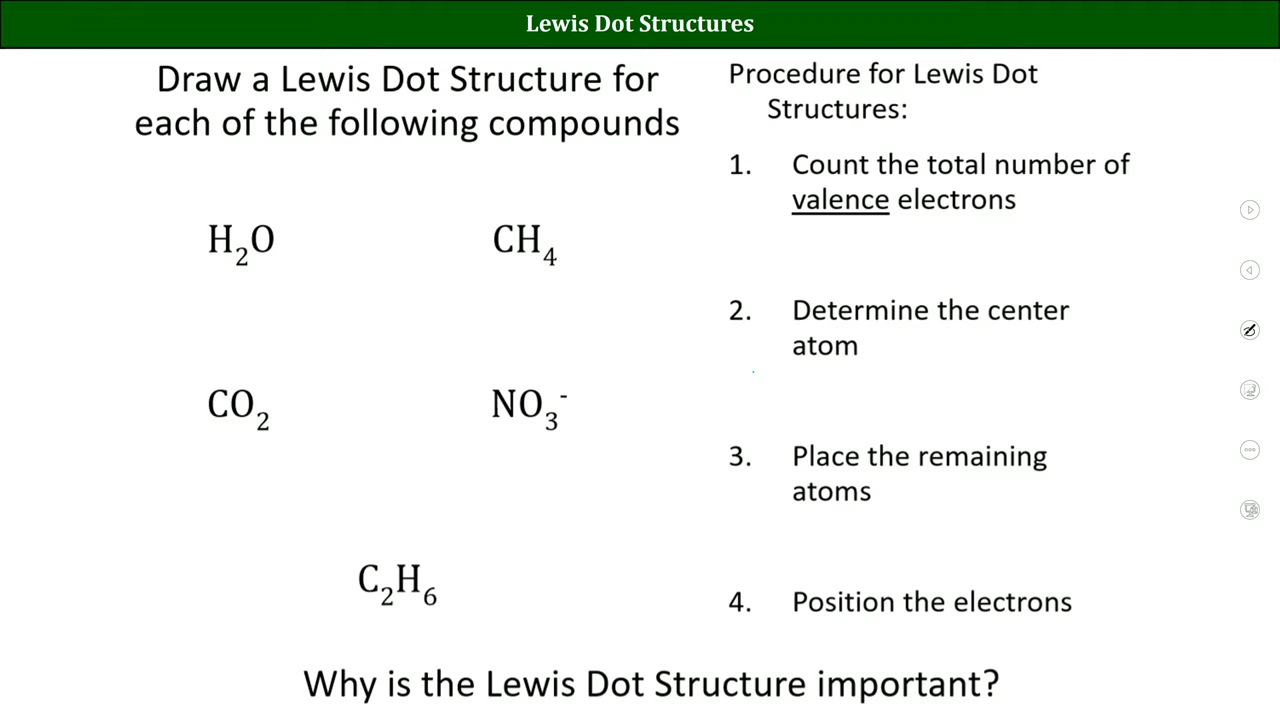 Lewis Dot Structures
Draw a Lewis Dot Structure for
each of the following compounds
H₂O
CH₄
CO₂
NO₃⁻
C₂H₆
Procedure for Lewis Dot
Structures:
1. Count the total number of
valence electrons
2. Determine the center
atom
3. Place the remaining
atoms
4. Position the electrons
Why is the Lewis Dot Structure important?